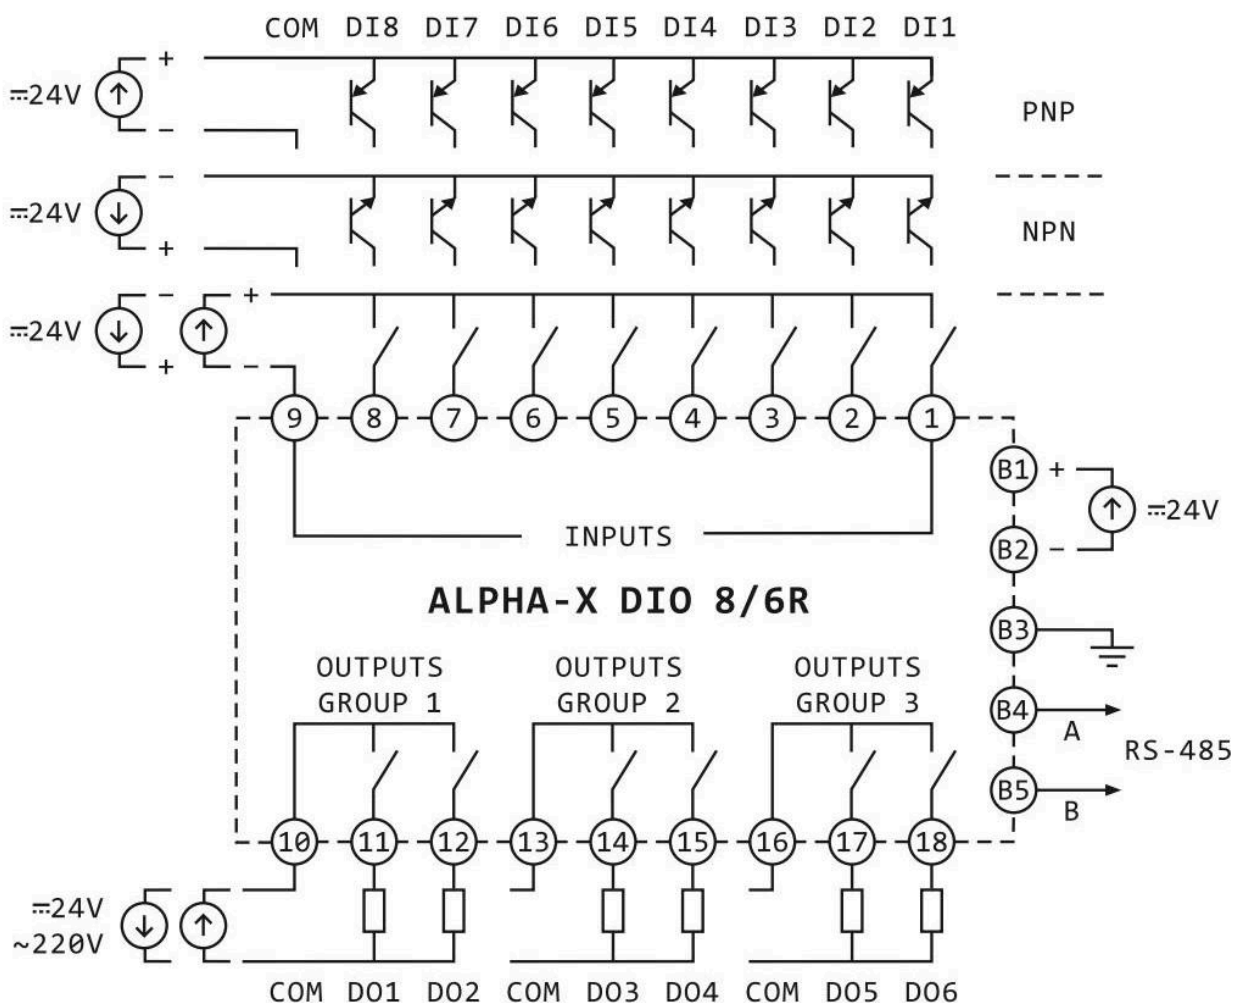 COM DI8 DI7 DI6 DI5 DI4 DI3 DI2 DI1
+
⎓24V
−
PNP
−
⎓24V
+
NPN
− +
⎓24V
+ −
9 8 7 6 5 4 3 2 1
B1 +
⎓24V
B2 −
INPUTS
ALPHA-X DIO 8/6R
B3
OUTPUTS GROUP 1
OUTPUTS GROUP 2
OUTPUTS GROUP 3
B4
A
RS-485
B5
B
10 11 12 13 14 15 16 17 18
⎓24V
~220V
COM DO1 DO2 COM DO3 DO4 COM DO5 DO6